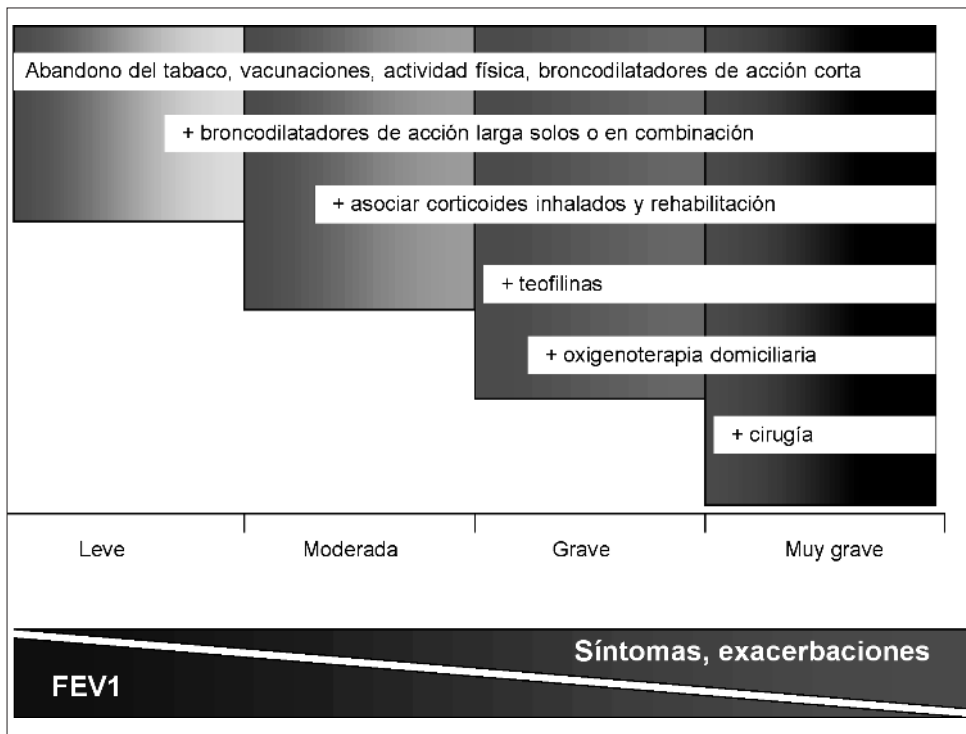 Abandono del tabaco, vacunaciones, actividad física, broncodilatadores de acción corta
+ broncodilatadores de acción larga solos o en combinación
+ asociar corticoides inhalados y rehabilitación
+ teofilinas
+ oxigenoterapia domiciliaria
+ cirugía
Leve Moderada Grave Muy grave
Síntomas, exacerbaciones
FEV1